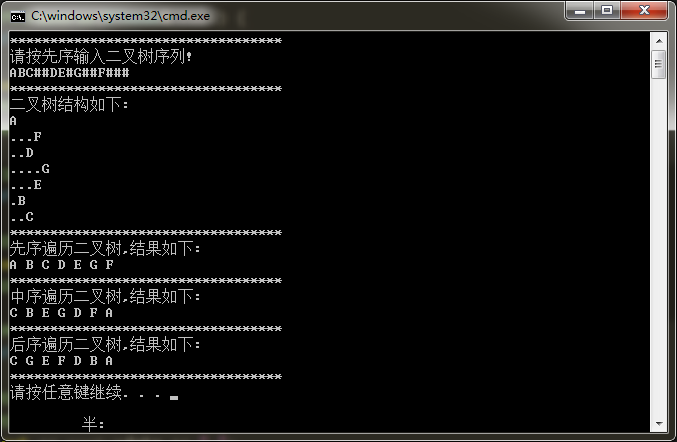 C:\windows\system32\cmd.exe
**********************************
请按先序输入二叉树序列!
ABC##DE#G##F###
**********************************
二叉树结构如下:
A
...F
..D
....G
...E
.B
..C
**********************************
先序遍历二叉树,结果如下:
A B C D E G F
**********************************
中序遍历二叉树,结果如下:
C B E G D F A
**********************************
后序遍历二叉树,结果如下:
C G E F D B A
**********************************
请按任意键继续. . .
半: